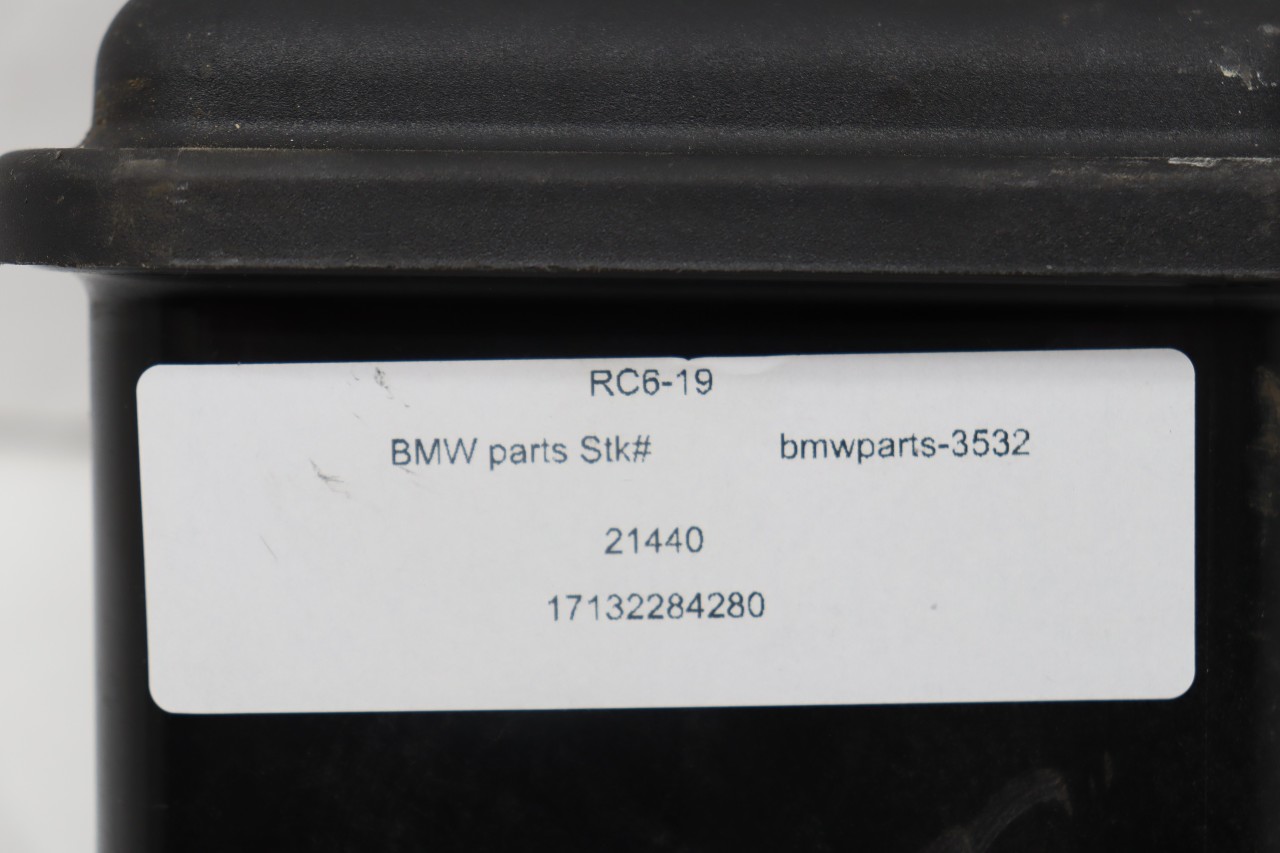 RC6-19
BMW parts Stk# bmwparts-3532
21440
17132284280